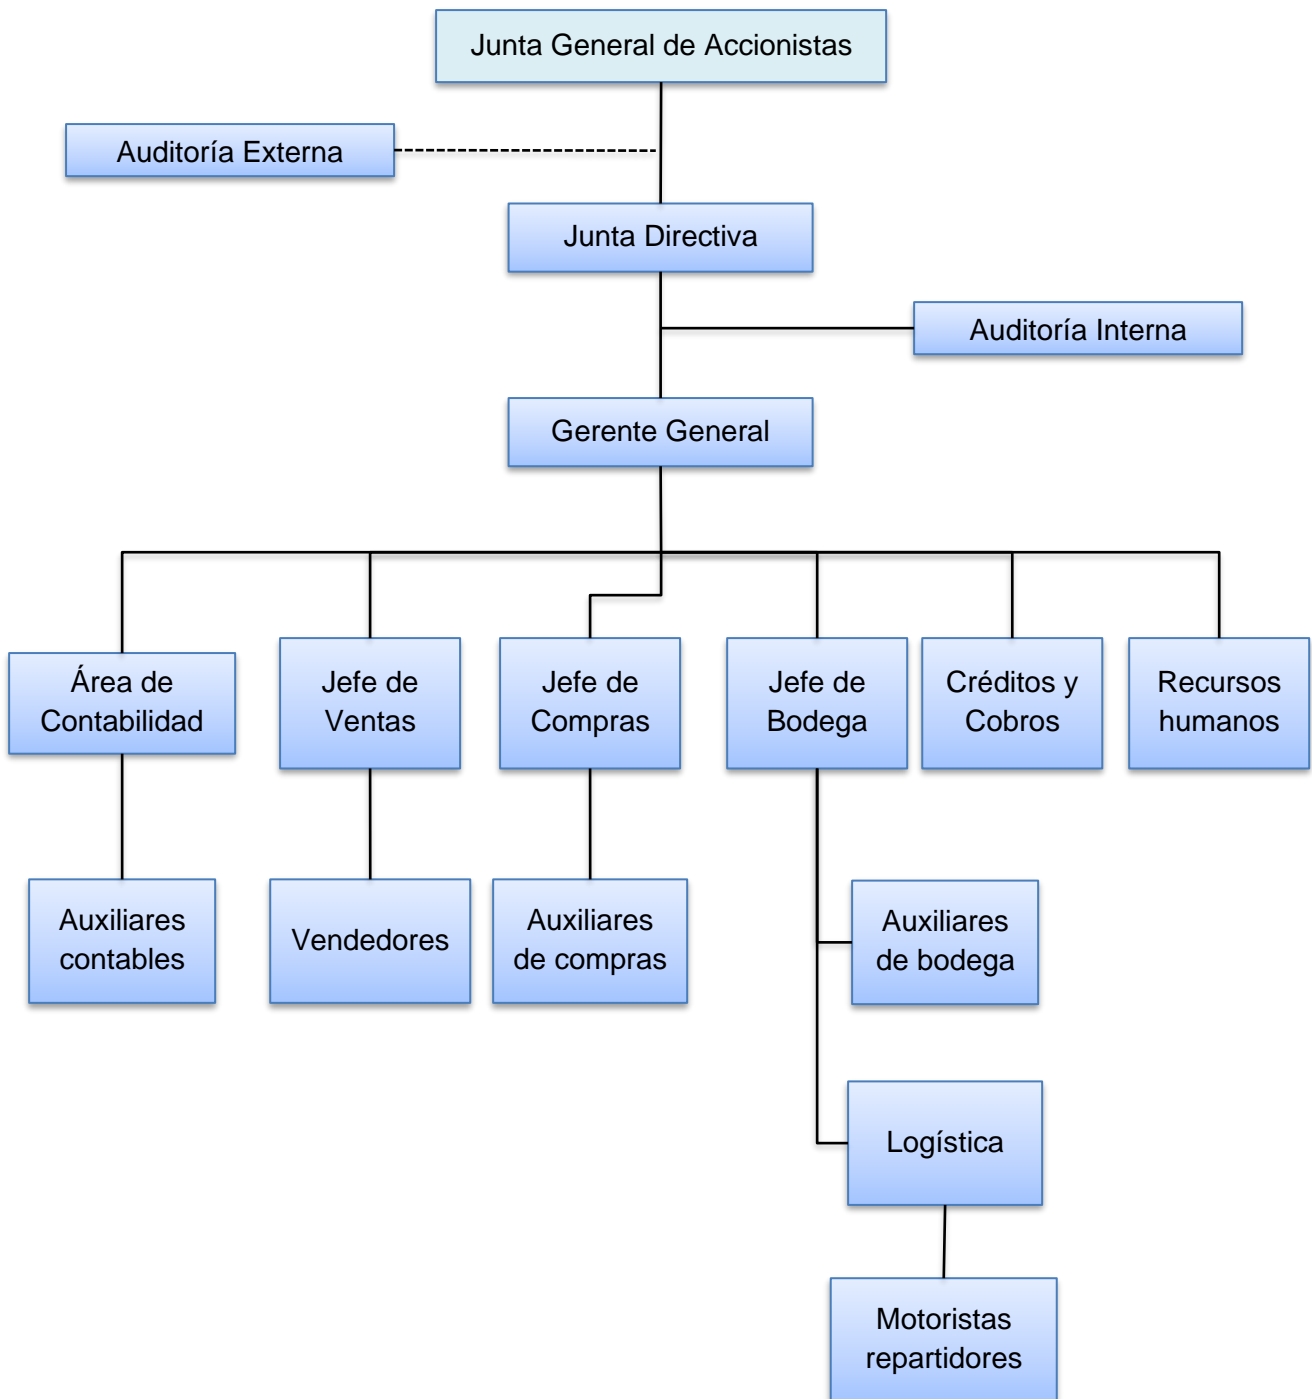 Junta General de Accionistas
Auditoría Externa
Junta Directiva
Auditoría Interna
Gerente General
Área de
Contabilidad
Jefe de
Ventas
Jefe de
Compras
Jefe de
Bodega
Créditos y
Cobros
Recursos
humanos
Auxiliares
contables
Vendedores
Auxiliares
de compras
Auxiliares
de bodega
Logística
Motoristas
repartidores